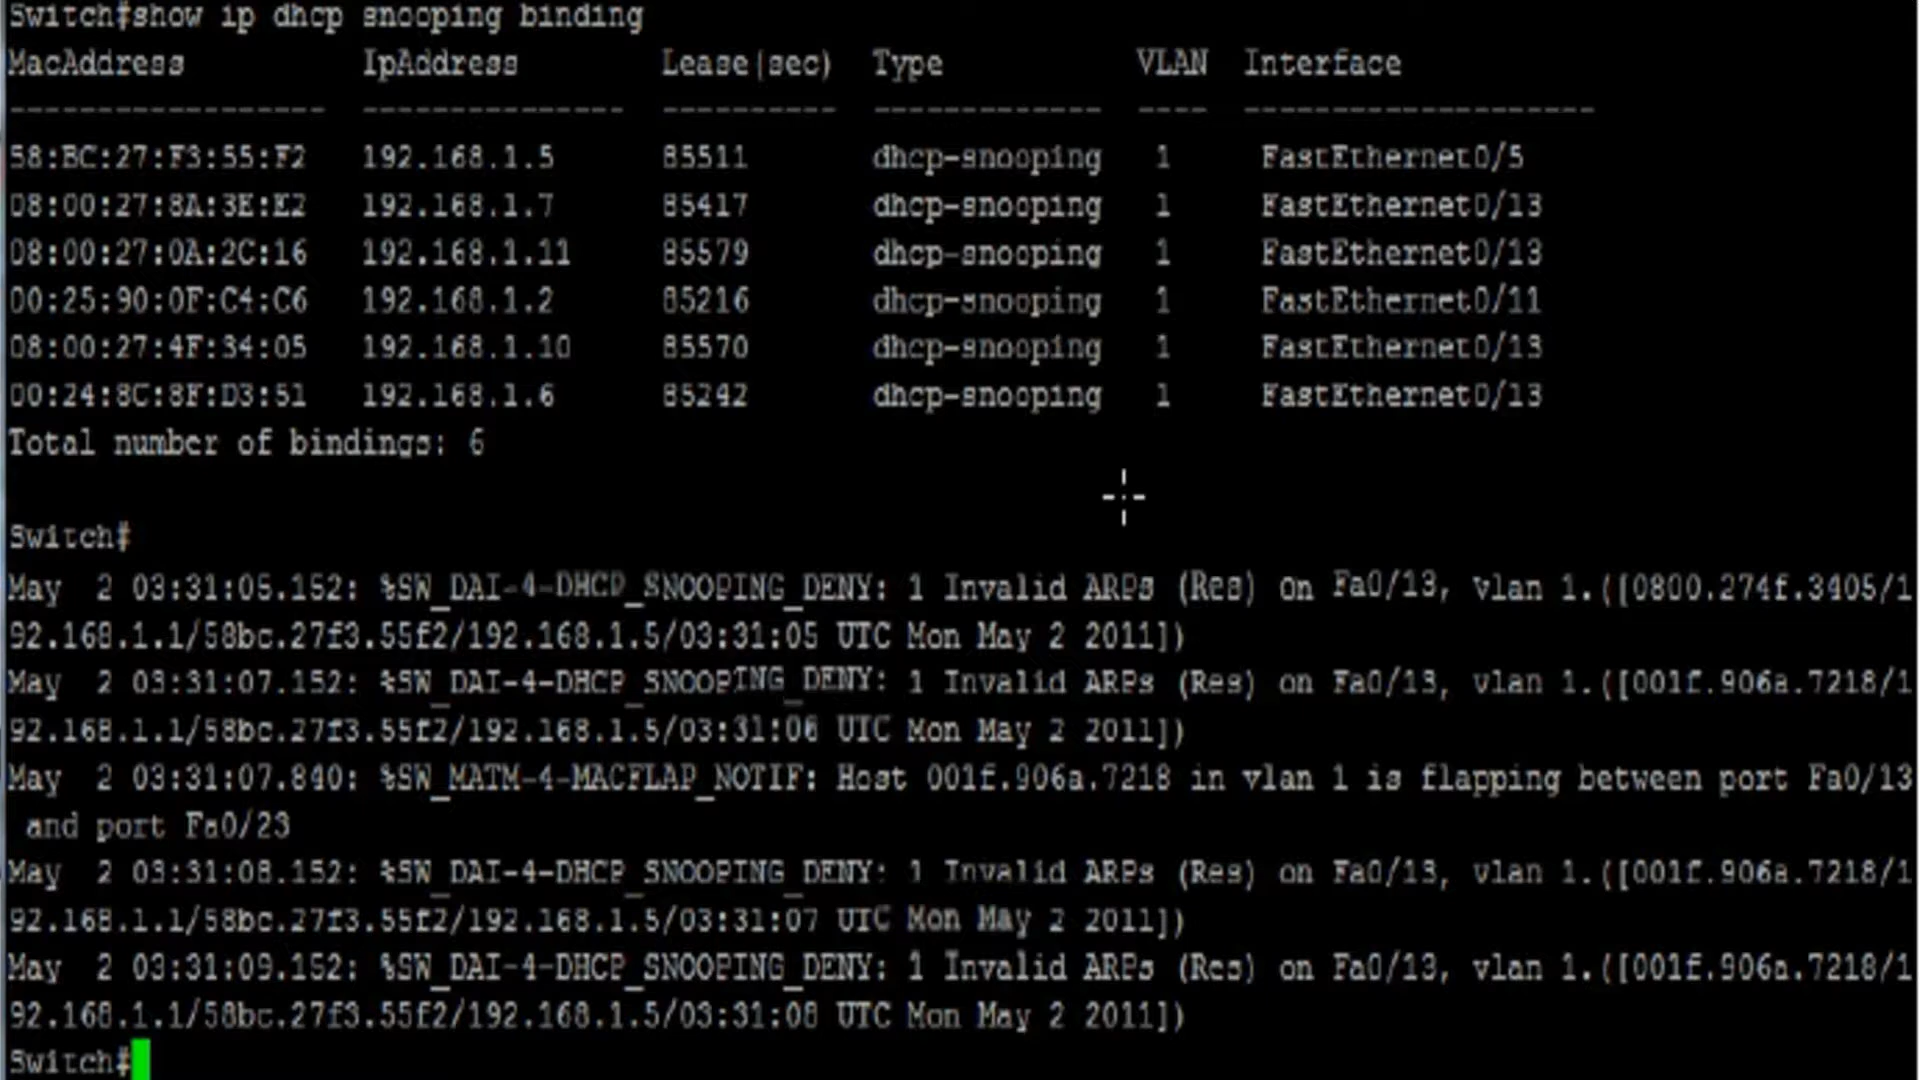 Switch#show ip dhcp snooping binding
MacAddress IpAddress Lease(sec) Type VLAN Interface
------------------ --------------- ---------- ------------- ---- --------------------
58:BC:27:F3:55:F2 192.168.1.5 85511 dhcp-snooping 1 FastEthernet0/5
08:00:27:8A:3E:E2 192.168.1.7 85417 dhcp-snooping 1 FastEthernet0/13
08:00:27:0A:2C:16 192.168.1.11 85579 dhcp-snooping 1 FastEthernet0/13
00:25:90:0F:C4:C6 192.168.1.2 85216 dhcp-snooping 1 FastEthernet0/11
08:00:27:4F:34:05 192.168.1.10 85570 dhcp-snooping 1 FastEthernet0/13
00:24:8C:8F:D3:51 192.168.1.6 85242 dhcp-snooping 1 FastEthernet0/13
Total number of bindings: 6
Switch#
May 2 03:31:05.152: %SW_DAI-4-DHCP_SNOOPING_DENY: 1 Invalid ARPs (Res) on Fa0/13, vlan 1.([0800.274f.3405/1
92.168.1.1/58bc.27f3.55f2/192.168.1.5/03:31:05 UTC Mon May 2 2011])
May 2 03:31:07.152: %SW_DAI-4-DHCP_SNOOPING_DENY: 1 Invalid ARPs (Res) on Fa0/13, vlan 1.([001f.906a.7218/1
92.168.1.1/58bc.27f3.55f2/192.168.1.5/03:31:06 UTC Mon May 2 2011])
May 2 03:31:07.840: %SW_MATM-4-MACFLAP_NOTIF: Host 001f.906a.7218 in vlan 1 is flapping between port Fa0/13
and port Fa0/23
May 2 03:31:08.152: %SW_DAI-4-DHCP_SNOOPING_DENY: 1 Invalid ARPs (Res) on Fa0/13, vlan 1.([001f.906a.7218/1
92.168.1.1/58bc.27f3.55f2/192.168.1.5/03:31:07 UTC Mon May 2 2011])
May 2 03:31:09.152: %SW_DAI-4-DHCP_SNOOPING_DENY: 1 Invalid ARPs (Res) on Fa0/13, vlan 1.([001f.906a.7218/1
92.168.1.1/58bc.27f3.55f2/192.168.1.5/03:31:08 UTC Mon May 2 2011])
Switch#